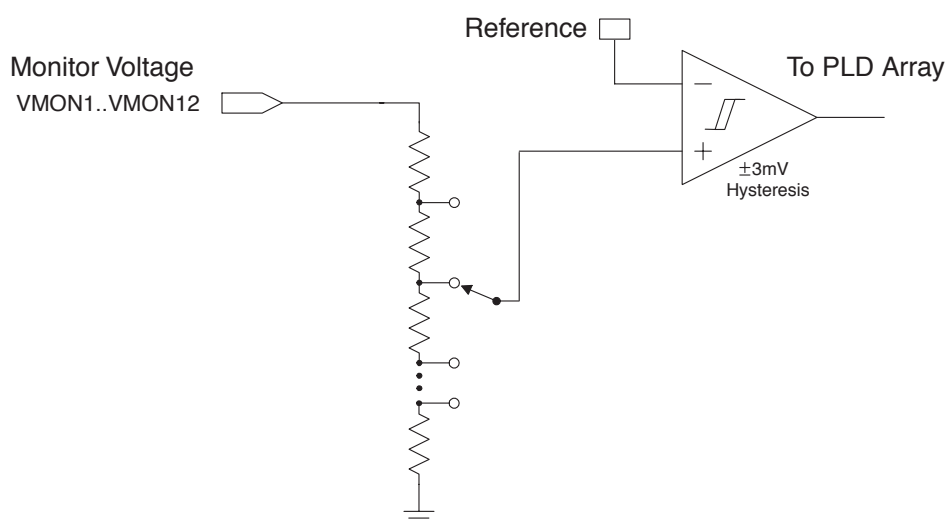 Reference
Monitor Voltage
VMON1..VMON12
To PLD Array
−
+
±3mV
Hysteresis